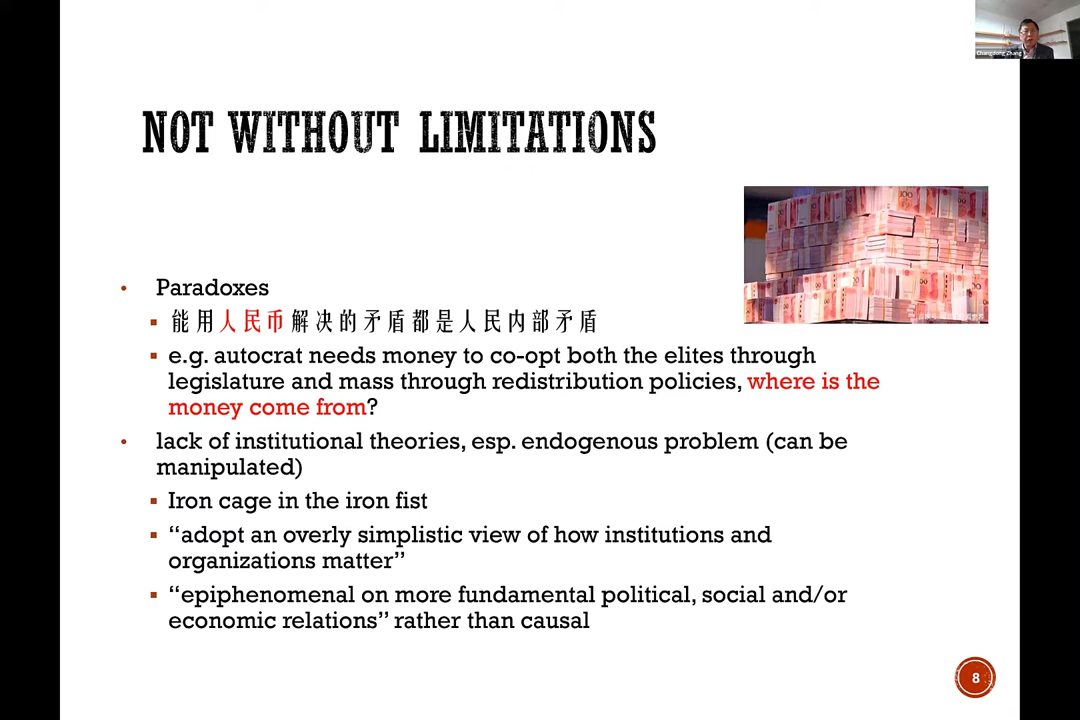 Changdong Zhang
NOT WITHOUT LIMITATIONS
• Paradoxes
▪ 能用人民币解决的矛盾都是人民内部矛盾
▪ e.g. autocrat needs money to co-opt both the elites through
legislature and mass through redistribution policies, where is the
money come from?
• lack of institutional theories, esp. endogenous problem (can be
manipulated)
▪ Iron cage in the iron fist
▪ “adopt an overly simplistic view of how institutions and
organizations matter”
▪ “epiphenomenal on more fundamental political, social and/or
economic relations” rather than causal
8